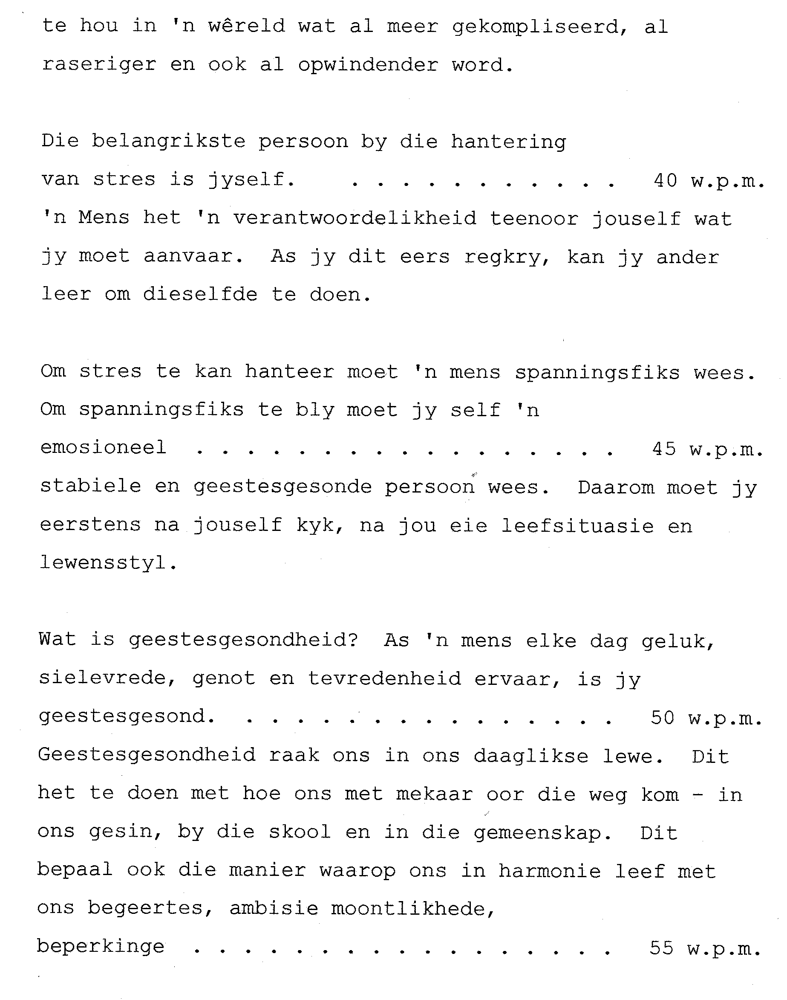 te hou in 'n wêreld wat al meer gekompliseerd, al
raseriger en ook al opwindender word.
Die belangrikste persoon by die hantering
van stres is jyself. . . . . . . . . . . . 40 w.p.m.
'n Mens het 'n verantwoordelikheid teenoor jouself wat
jy moet aanvaar. As jy dit eers regkry, kan jy ander
leer om dieselfde te doen.
Om stres te kan hanteer moet 'n mens spanningsfiks wees.
Om spanningsfiks te bly moet jy self 'n
emosioneel . . . . . . . . . . . . . . . . . 45 w.p.m.
stabiele en geestesgesonde persoon wees. Daarom moet jy
eerstens na jouself kyk, na jou eie leefsituasie en
lewensstyl.
Wat is geestesgesondheid? As 'n mens elke dag geluk,
sielevrede, genot en tevredenheid ervaar, is jy
geestesgesond. . . . . . . . . . . . . . . . 50 w.p.m.
Geestesgesondheid raak ons in ons daaglikse lewe. Dit
het te doen met hoe ons met mekaar oor die weg kom - in
ons gesin, by die skool en in die gemeenskap. Dit
bepaal ook die manier waarop ons in harmonie leef met
ons begeertes, ambisie moontlikhede,
beperkinge . . . . . . . . . . . . . . . . . 55 w.p.m.